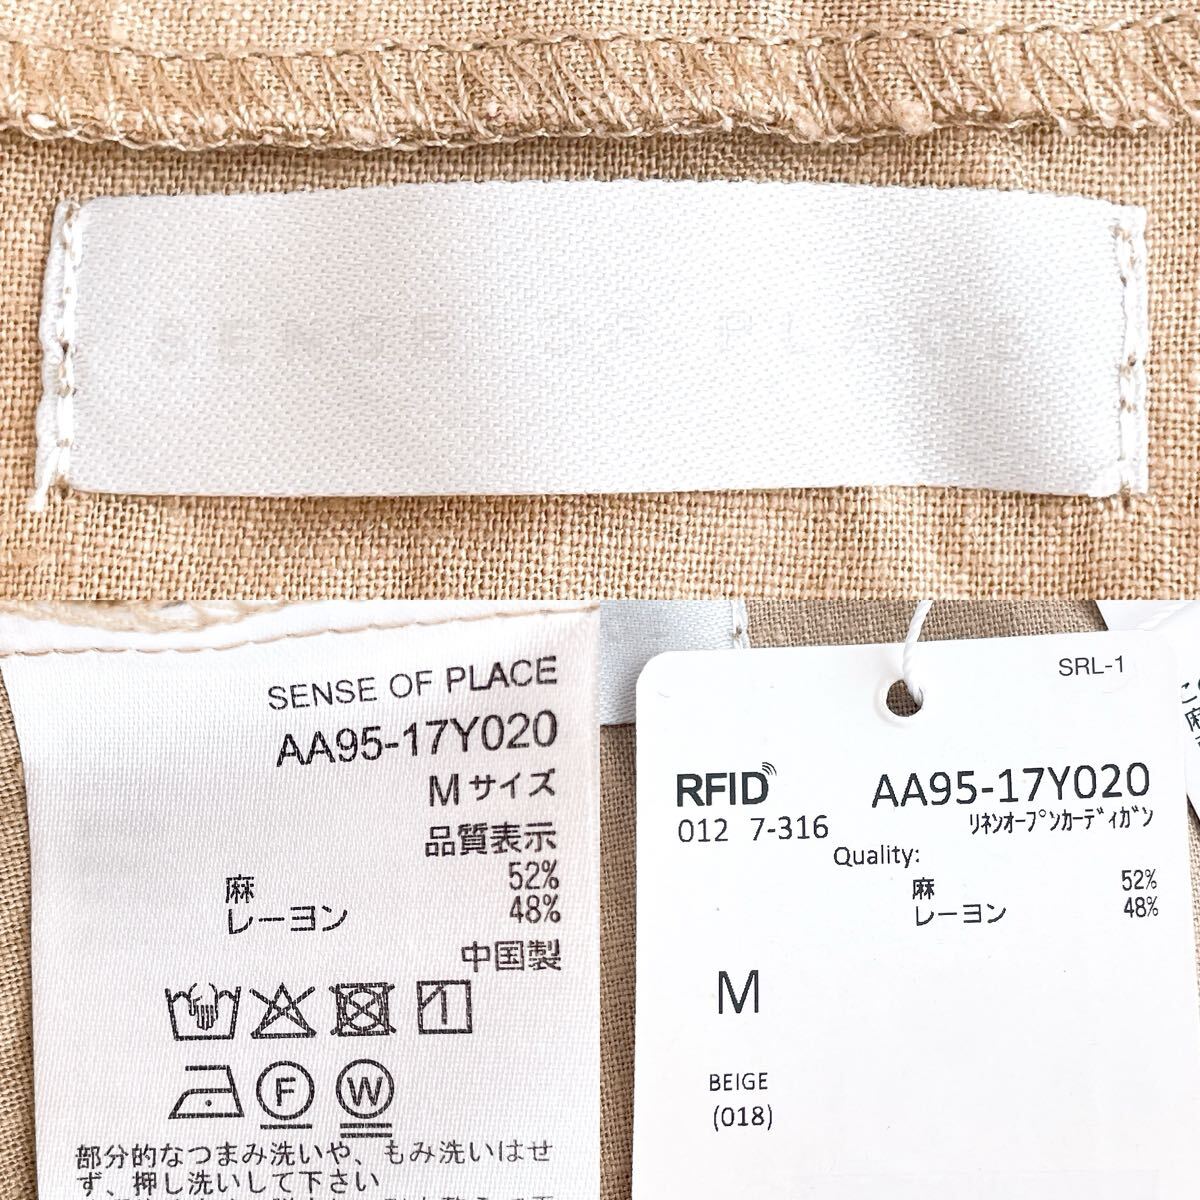 SENSE OF PLACE
AA95-17Y020
Mサイズ
品質表示
麻 52%
レーヨン 48%
中国製
F W
部分的なつまみ洗いや、もみ洗いはせ
ず、押し洗いして下さい
SRL-1
RFID AA95-17Y020
012 7-316 ﾘﾈﾝｵｰﾌﾟﾝｶｰﾃﾞｨｶﾞﾝ
Quality:
麻 52%
レーヨン 48%
M
BEIGE
(018)